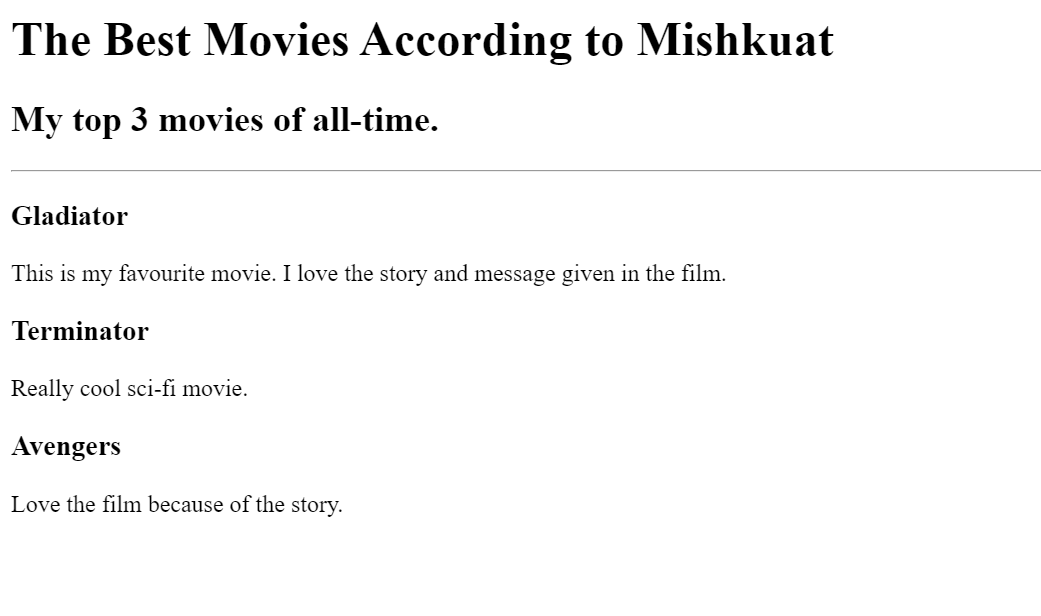 The Best Movies According to Mishkuat
My top 3 movies of all-time.
Gladiator
This is my favourite movie. I love the story and message given in the film.
Terminator
Really cool sci-fi movie.
Avengers
Love the film because of the story.